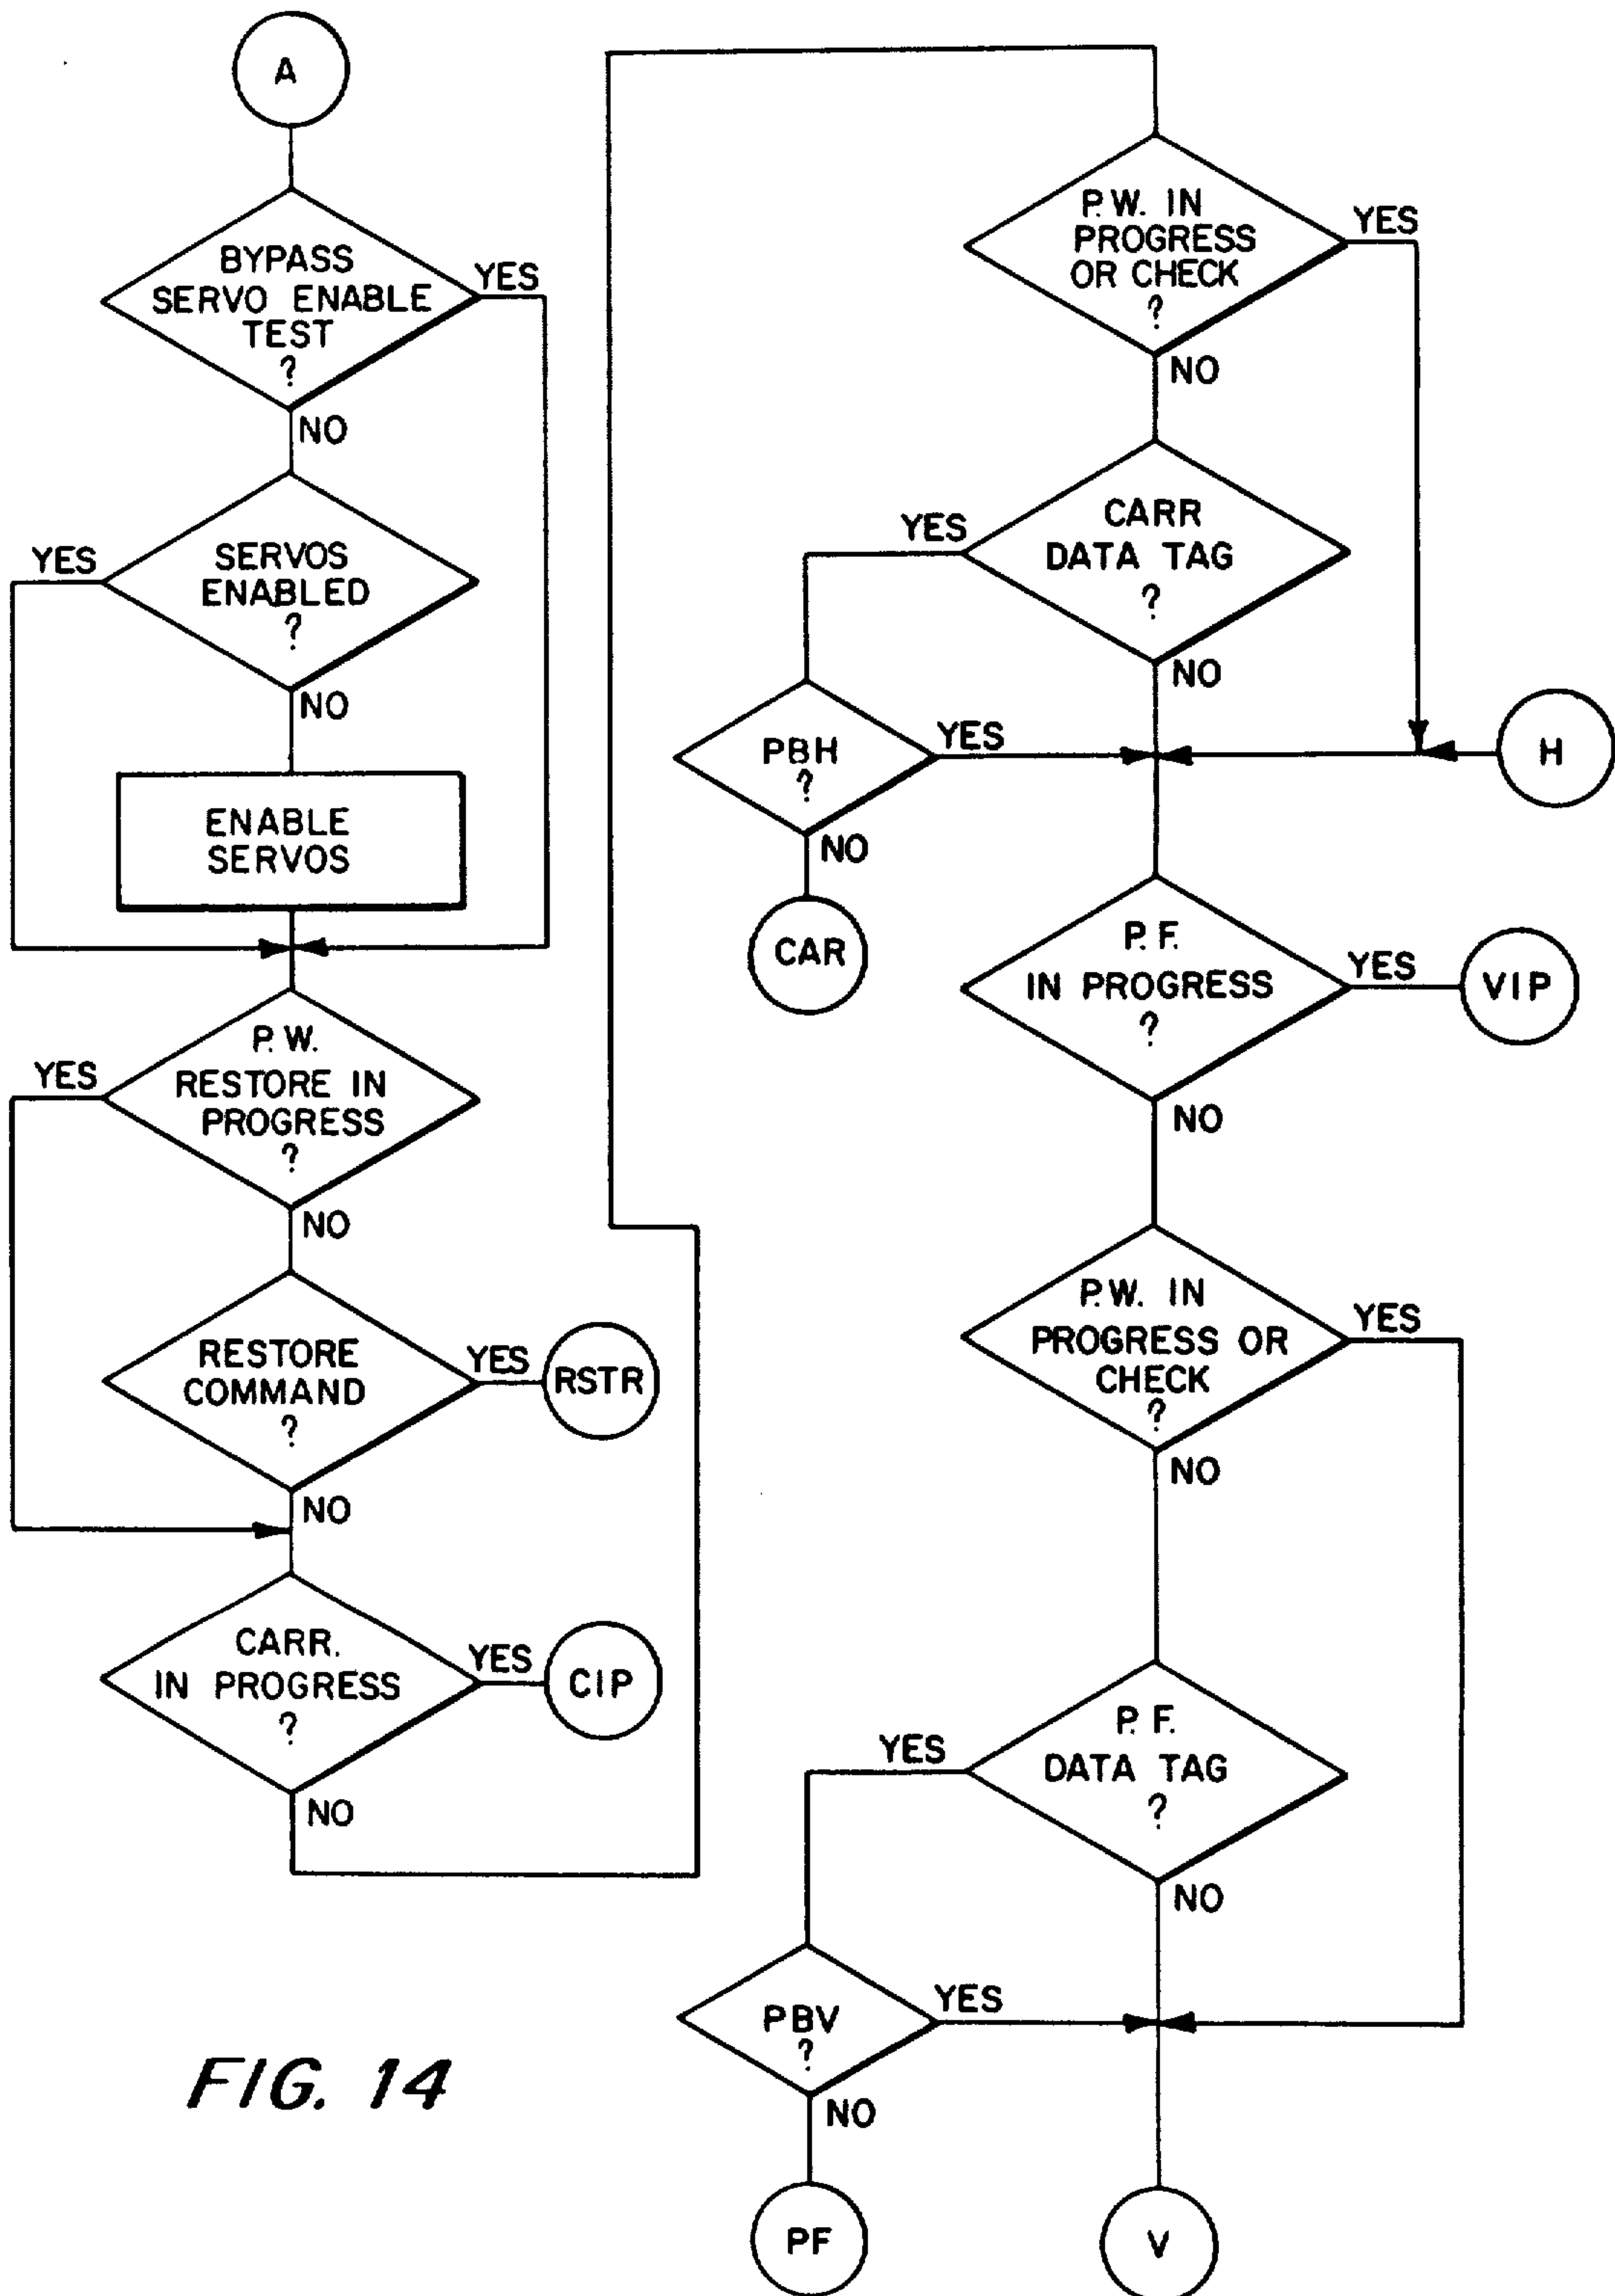 A
BYPASS
SERVO ENABLE
TEST
?
YES
NO
SERVOS
ENABLED
?
YES
NO
ENABLE
SERVOS
P.W.
RESTORE IN
PROGRESS
?
YES
NO
RESTORE
COMMAND
?
YES
RSTR
NO
CARR.
IN PROGRESS
?
YES
CIP
NO
P.W. IN
PROGRESS
OR CHECK
?
YES
NO
CARR
DATA TAG
?
YES
NO
PBH
?
YES
NO
CAR
H
P.F.
IN PROGRESS
?
YES
VIP
NO
P.W. IN
PROGRESS OR
CHECK
?
YES
NO
P.F.
DATA TAG
?
YES
NO
PBV
?
YES
NO
PF
V
FIG. 14